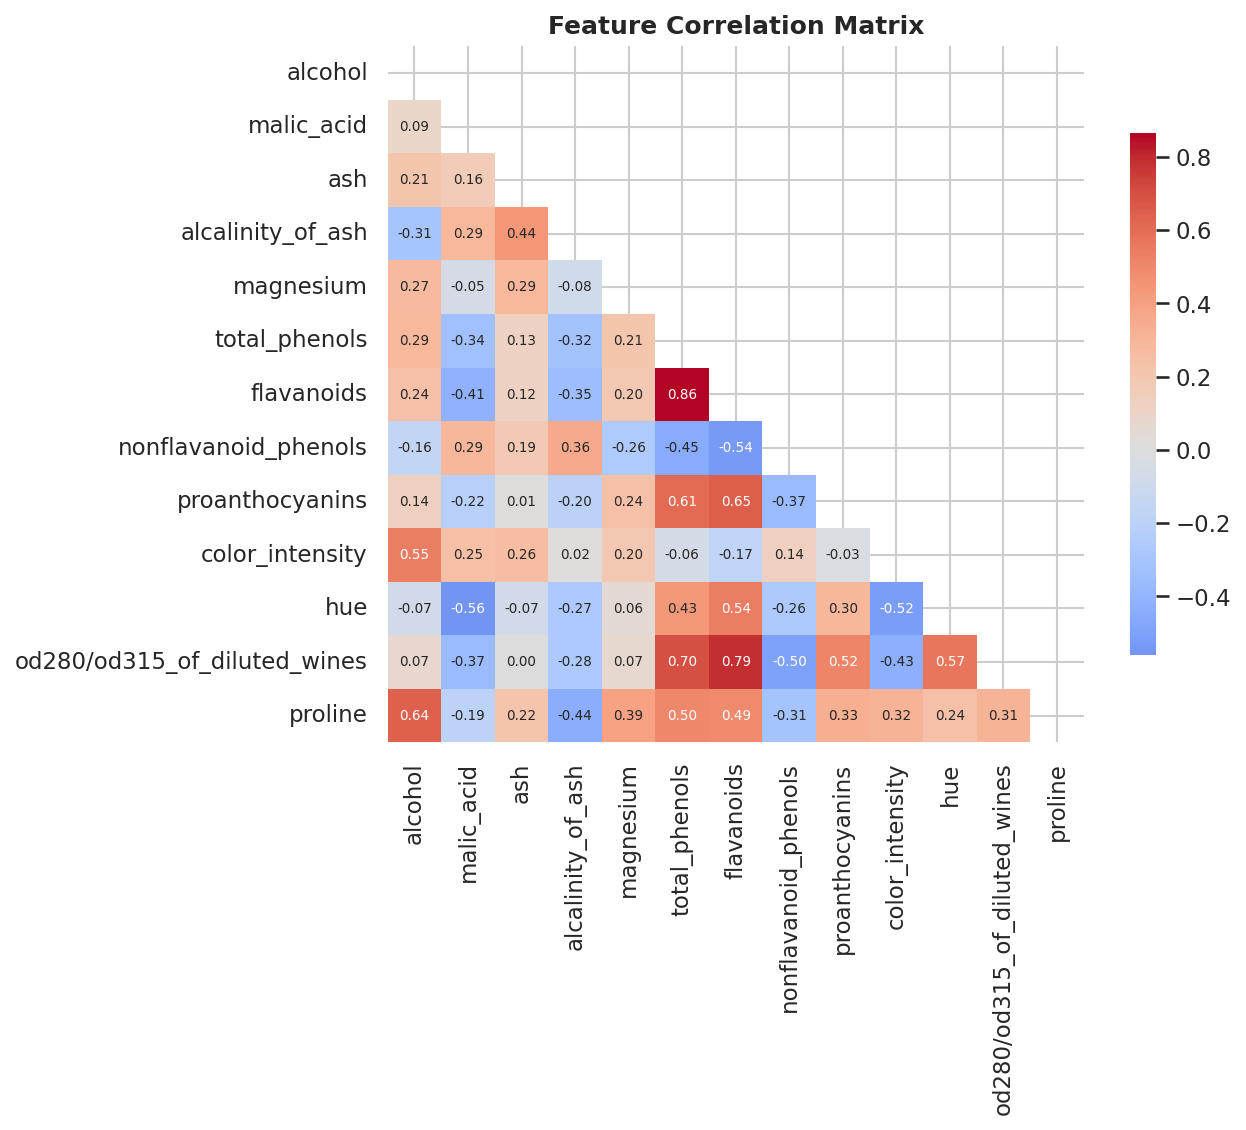 Feature Correlation Matrix
alcohol
malic_acid
0.09
ash
0.21 0.16
alcalinity_of_ash
-0.31 0.29 0.44
magnesium
0.27 -0.05 0.29 -0.08
total_phenols
0.29 -0.34 0.13 -0.32 0.21
flavanoids
0.24 -0.41 0.12 -0.35 0.20 0.86
nonflavanoid_phenols
-0.16 0.29 0.19 0.36 -0.26 -0.45 -0.54
proanthocyanins
0.14 -0.22 0.01 -0.20 0.24 0.61 0.65 -0.37
color_intensity
0.55 0.25 0.26 0.02 0.20 -0.06 -0.17 0.14 -0.03
hue
-0.07 -0.56 -0.07 -0.27 0.06 0.43 0.54 -0.26 0.30 -0.52
od280/od315_of_diluted_wines
0.07 -0.37 0.00 -0.28 0.07 0.70 0.79 -0.50 0.52 -0.43 0.57
proline
0.64 -0.19 0.22 -0.44 0.39 0.50 0.49 -0.31 0.33 0.32 0.24 0.31
alcohol
malic_acid
ash
alcalinity_of_ash
magnesium
total_phenols
flavanoids
nonflavanoid_phenols
proanthocyanins
color_intensity
hue
od280/od315_of_diluted_wines
proline
0.8
0.6
0.4
0.2
0.0
−0.2
−0.4